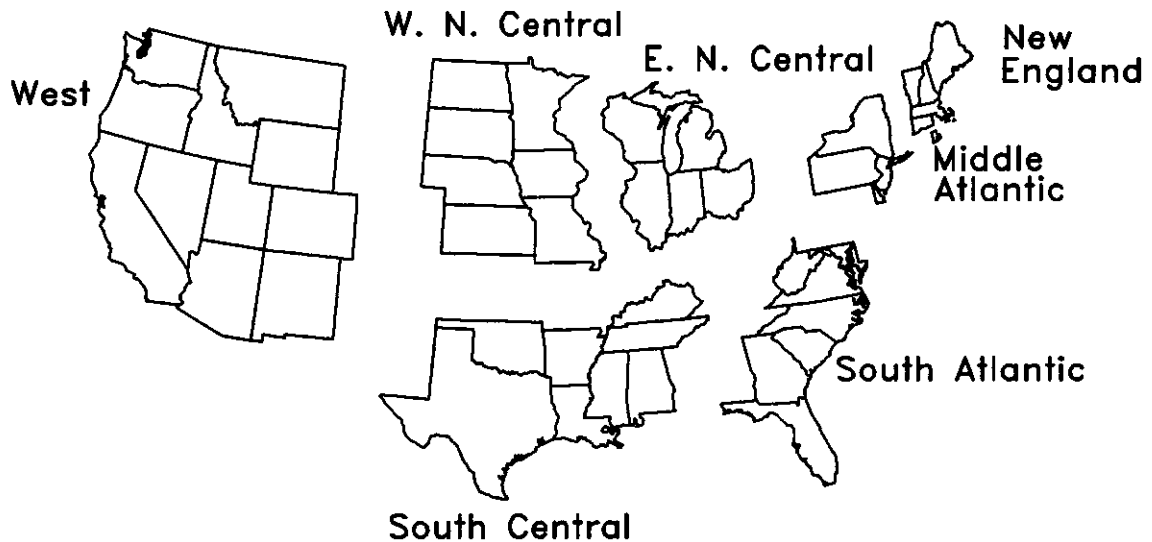 W. N. Central
E. N. Central
New
England
West
Middle
Atlantic
South Atlantic
South Central